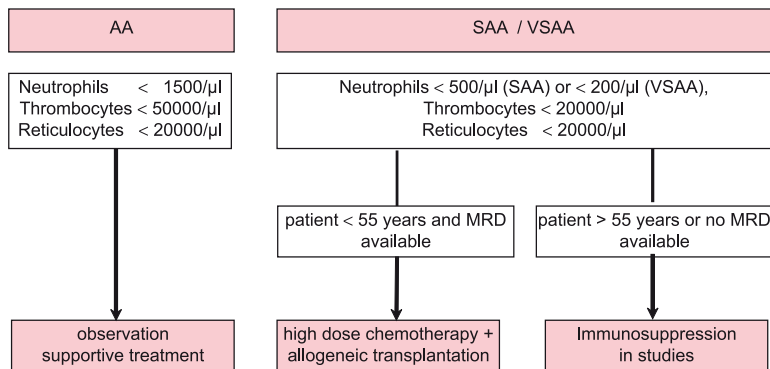 AA
SAA / VSAA
Neutrophils < 1500/µl
Thrombocytes < 50000/µl
Reticulocytes < 20000/µl
Neutrophils < 500/µl (SAA) or < 200/µl (VSAA),
Thrombocytes < 20000/µl
Reticulocytes < 20000/µl
patient < 55 years and MRD
available
patient > 55 years or no MRD
available
observation
supportive treatment
high dose chemotherapy +
allogeneic transplantation
Immunosuppression
in studies